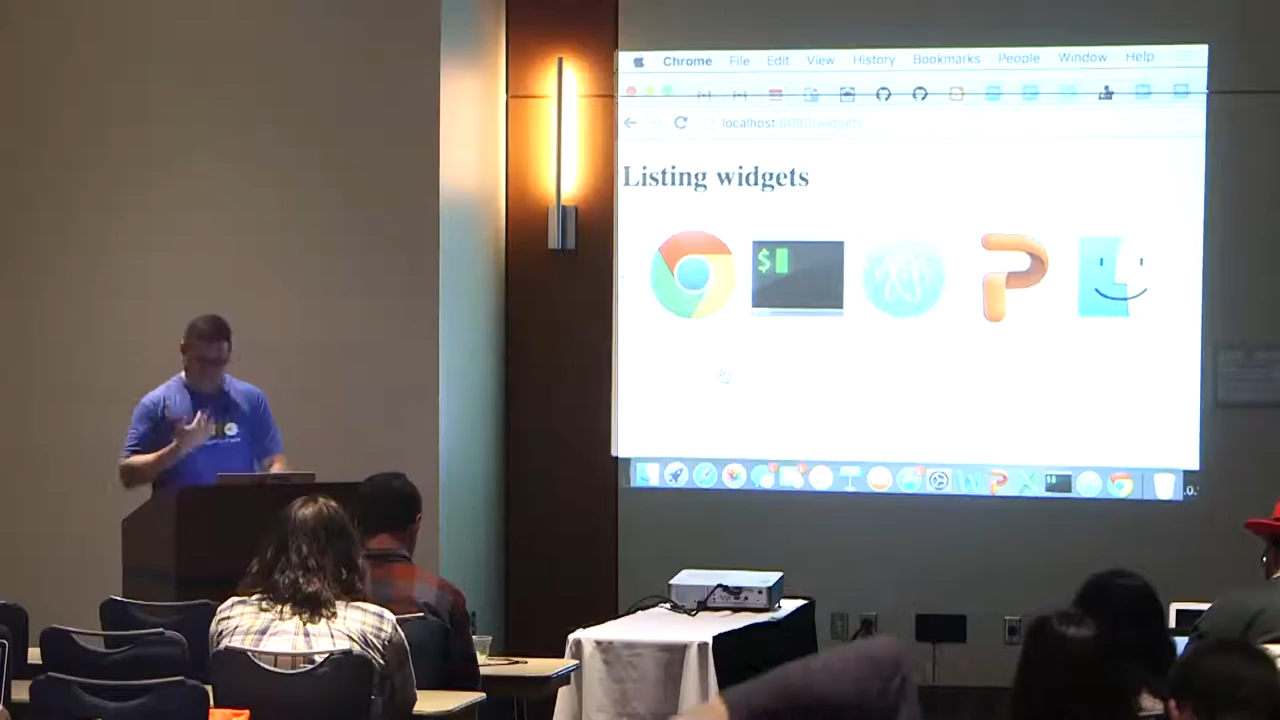 Chrome File Edit View History Bookmarks People Window Help
localhost:8080/widgets
Listing widgets
$